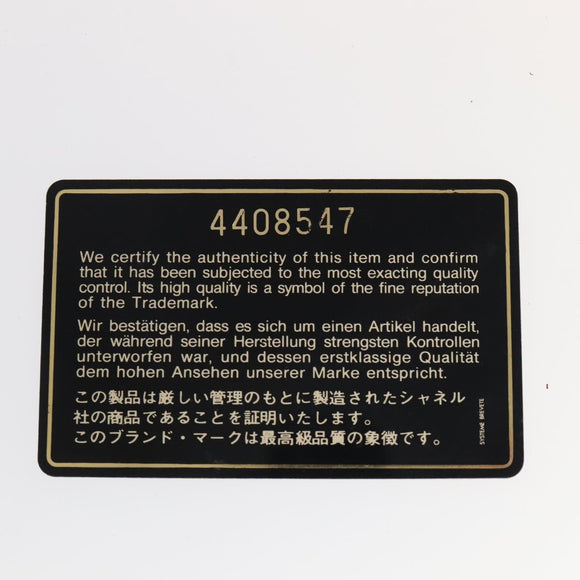 4408547
We certify the authenticity of this item and confirm
that it has been subjected to the most exacting quality
control. Its high quality is a symbol of the fine reputation
of the Trademark.
Wir bestätigen, dass es sich um einen Artikel handelt,
der während seiner Herstellung strengsten Kontrollen
unterworfen war, und dessen erstklassige Qualität
dem hohen Ansehen unserer Marke entspricht.
この製品は厳しい管理のもとに製造されたシャネル
社の商品であることを証明いたします。
このブランド・マークは最高級品質の象徴です。
SYSTEME BREVETE